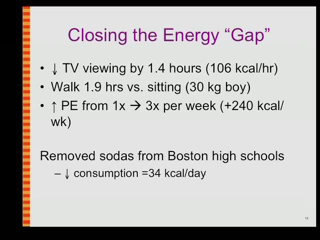 Closing the Energy “Gap”
• ↓ TV viewing by 1.4 hours (106 kcal/hr)
• Walk 1.9 hrs vs. sitting (30 kg boy)
• ↑ PE from 1x → 3x per week (+240 kcal/
wk)
Removed sodas from Boston high schools
– ↓ consumption =34 kcal/day